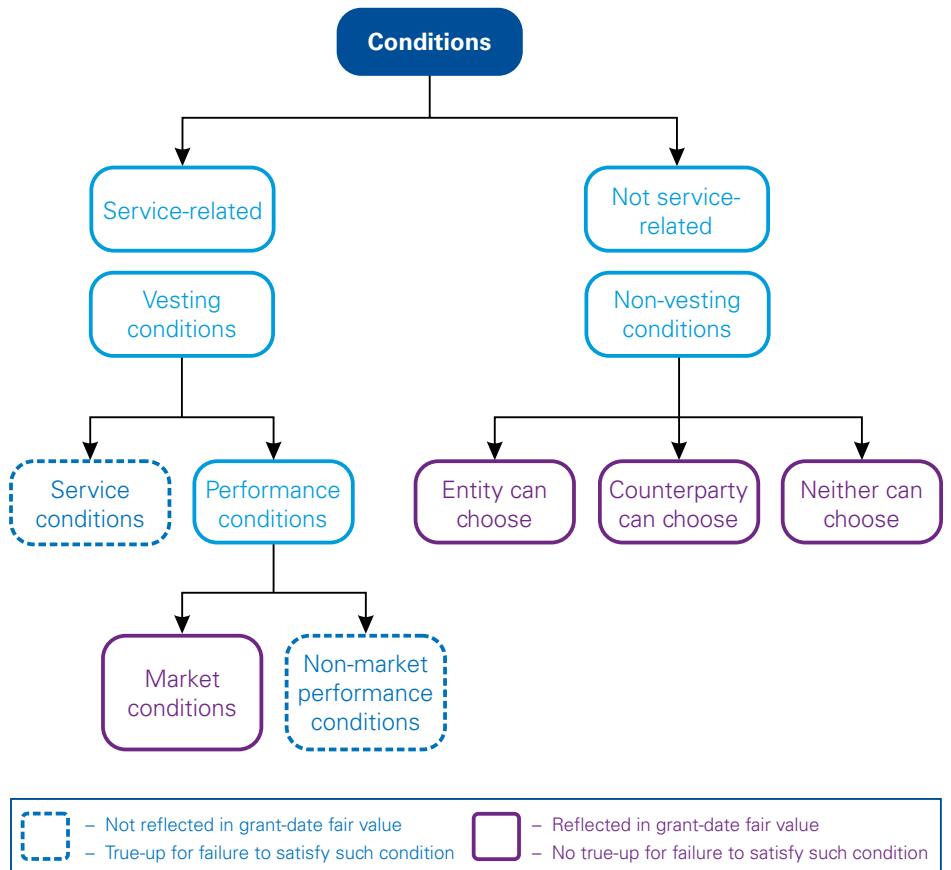 Conditions
Service-related
Not service-
related
Vesting
conditions
Non-vesting
conditions
Service
conditions
Performance
conditions
Entity can
choose
Counterparty
can choose
Neither can
choose
Market
conditions
Non-market
performance
conditions
– Not reflected in grant-date fair value
– True-up for failure to satisfy such condition
– Reflected in grant-date fair value
– No true-up for failure to satisfy such condition